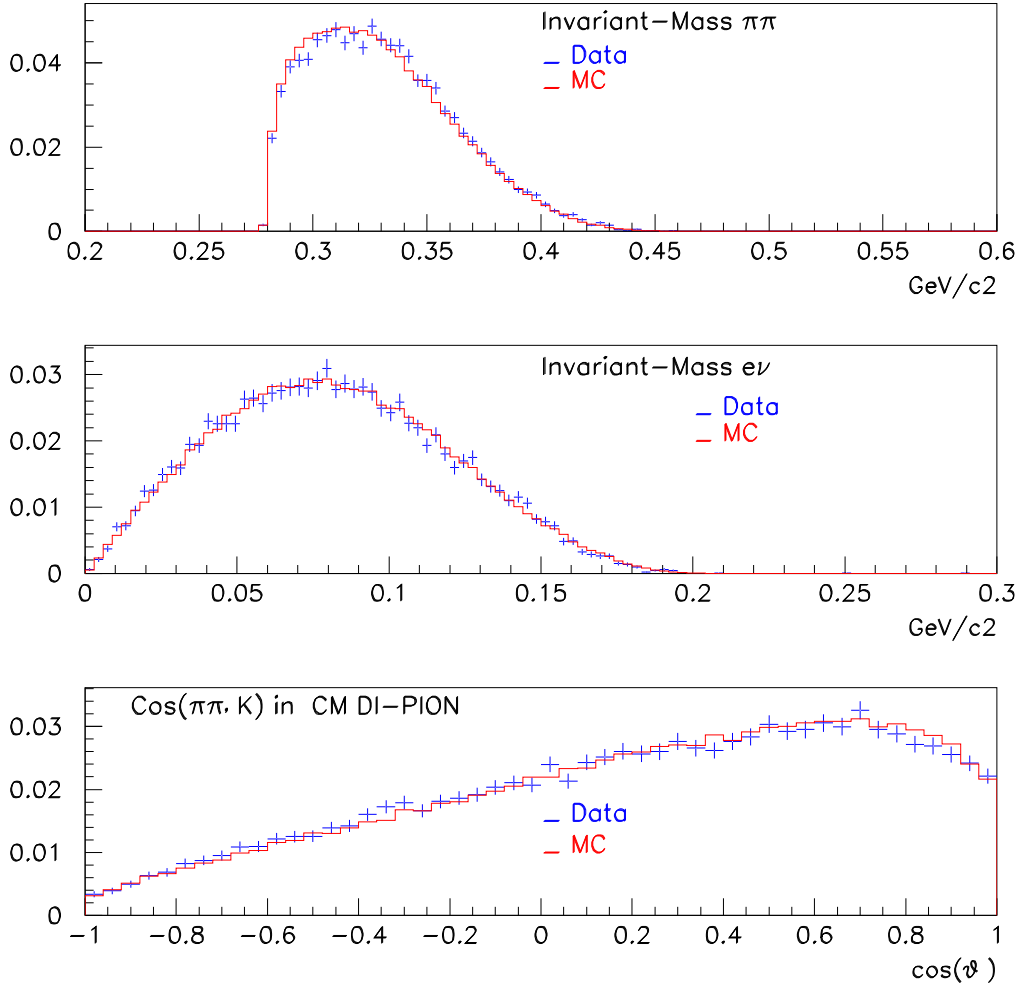 Invariant-Mass ππ
Data
MC
0.04
0.02
0
0.2 0.25 0.3 0.35 0.4 0.45 0.5 0.55 0.6
GeV/c2
Invariant-Mass eν
Data
MC
0.03
0.02
0.01
0
0 0.05 0.1 0.15 0.2 0.25 0.3
GeV/c2
Cos(ππ,K) in CM DI-PION
Data
MC
0.03
0.02
0.01
0
-1 -0.8 -0.6 -0.4 -0.2 0 0.2 0.4 0.6 0.8 1
cos(ϑ)